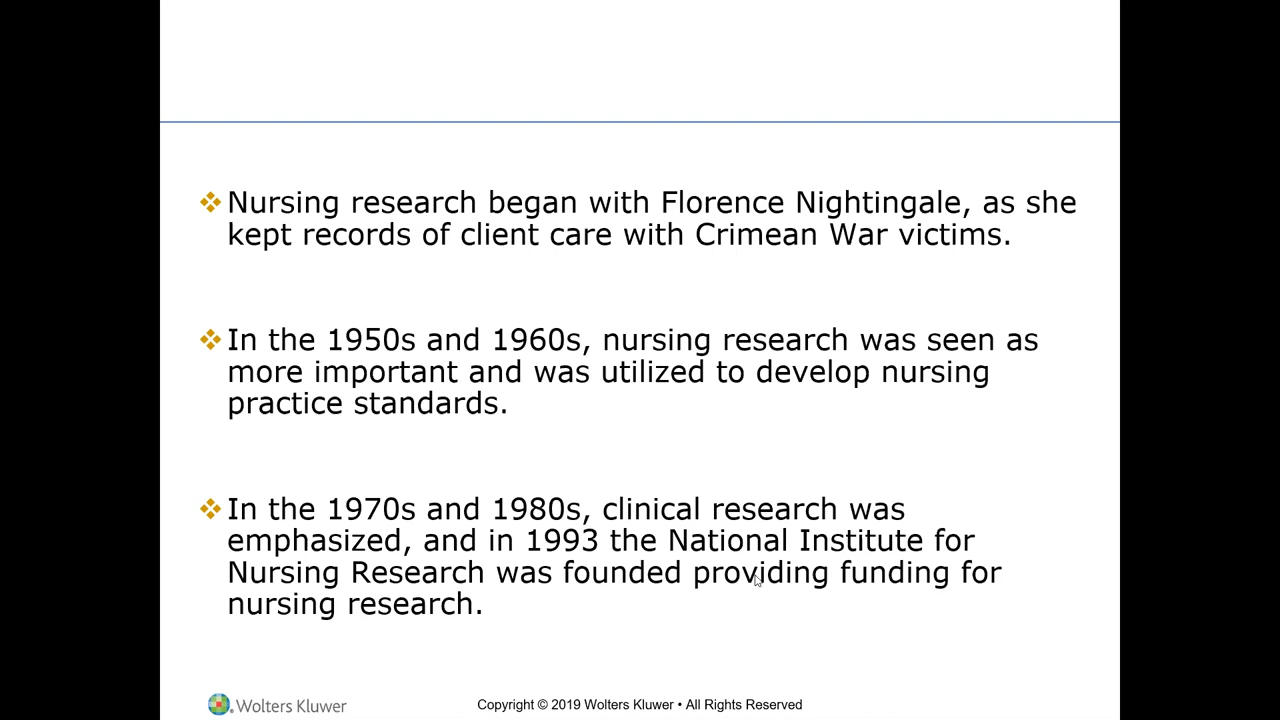 Nursing research began with Florence Nightingale, as she
kept records of client care with Crimean War victims.
In the 1950s and 1960s, nursing research was seen as
more important and was utilized to develop nursing
practice standards.
In the 1970s and 1980s, clinical research was
emphasized, and in 1993 the National Institute for
Nursing Research was founded providing funding for
nursing research.
Wolters Kluwer
Copyright © 2019 Wolters Kluwer • All Rights Reserved